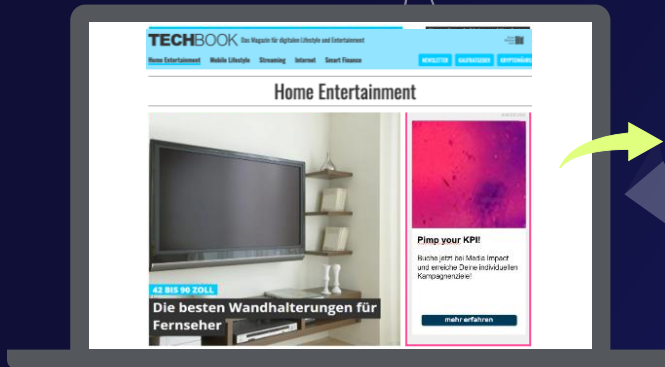 TECHBOOK Das Magazin für digitalen Lifestyle und Entertainment
Home Entertainment Mobile Lifestyle Streaming Internet Smart Finance NEWSLETTER KAUFRATGEBER
Home Entertainment
42 BIS 90 ZOLL
Die besten Wandhalterungen für
Fernseher
Pimp your KPI!
Buche jetzt bei Media Impact
und erreiche Deine individuellen
Kampagnenziele!
mehr erfahren